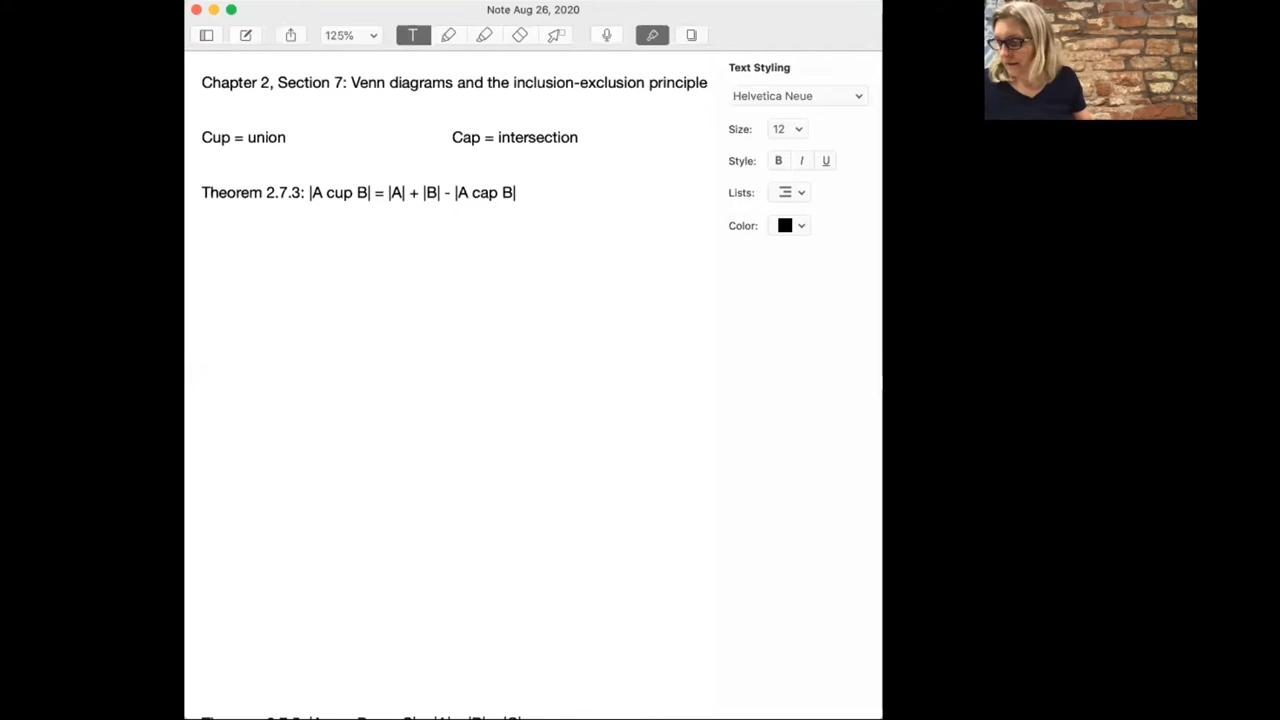 Note Aug 26, 2020
125%
T
Chapter 2, Section 7: Venn diagrams and the inclusion-exclusion principle
Cup = union
Cap = intersection
Theorem 2.7.3: |A cup B| = |A| + |B| - |A cap B|
Text Styling
Helvetica Neue
Size: 12
Style: B I U
Lists:
Color: